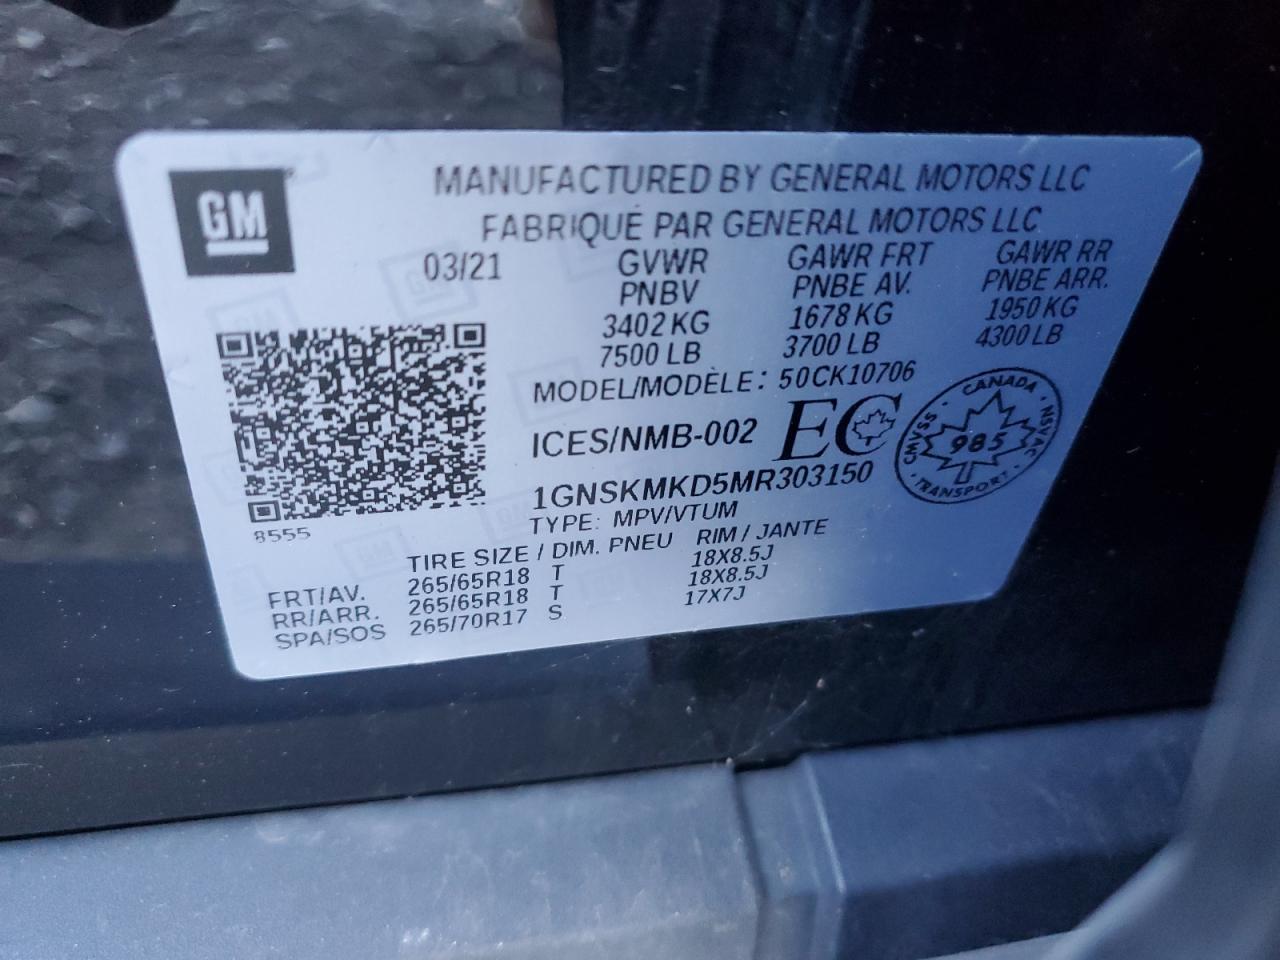 GM
MANUFACTURED BY GENERAL MOTORS LLC
FABRIQUÉ PAR GENERAL MOTORS LLC
03/21 GVWR GAWR FRT GAWR RR
PNBV PNBE AV. PNBE ARR.
3402 KG 1678 KG 1950 KG
7500 LB 3700 LB 4300 LB
MODEL/MODÈLE: 50CK10706
ICES/NMB-002 EC
CANADA
CMVSS · NSVAC
985
· TRANSPORT ·
1GNSKMKD5MR303150
8555
TYPE: MPV/VTUM
TIRE SIZE / DIM. PNEU RIM / JANTE
FRT/AV. 265/65R18 T 18X8.5J
RR/ARR. 265/65R18 T 18X8.5J
SPA/SOS 265/70R17 S 17X7J